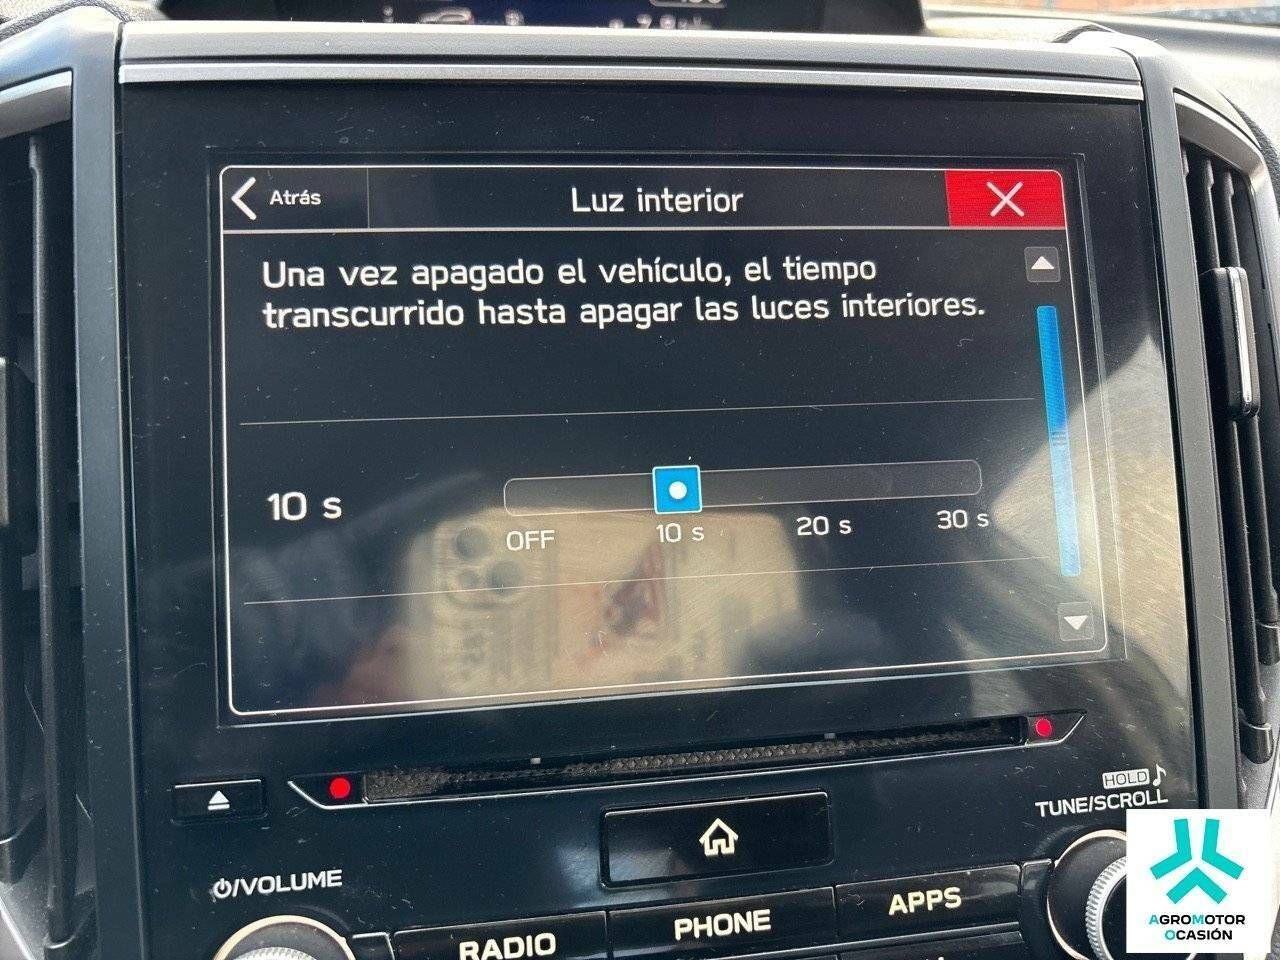 Atrás
Luz interior
Una vez apagado el vehículo, el tiempo
transcurrido hasta apagar las luces interiores.
10 s
OFF
10 s
20 s
30 s
HOLD
TUNE/SCROLL
/VOLUME
RADIO
PHONE
APPS
AGROMOTOR
OCASIÓN